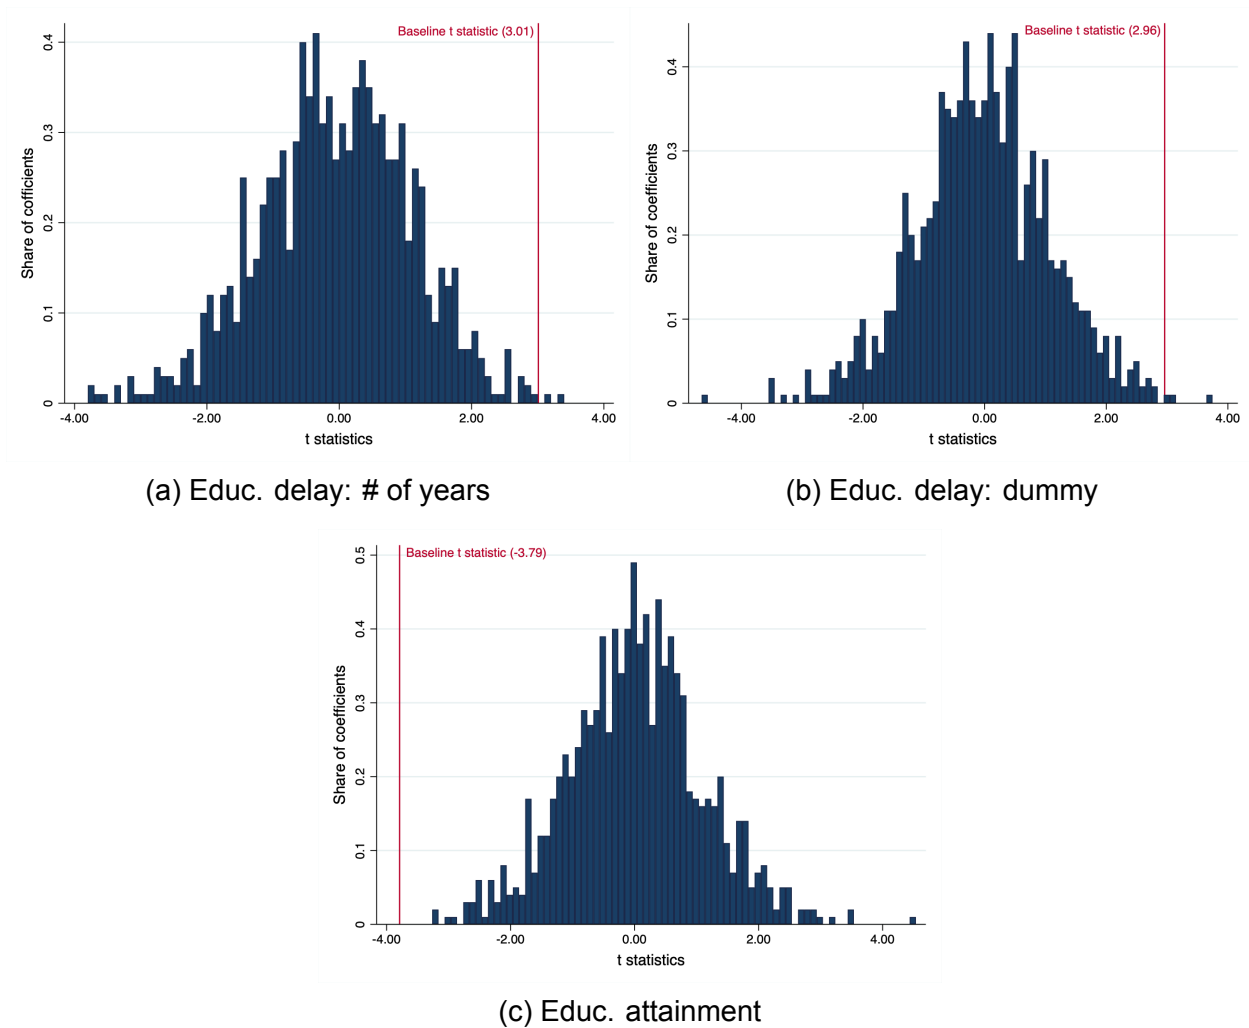 Baseline t statistic (3.01)
Share of cofficients
0.4
0.3
0.2
0.1
0
-4.00 -2.00 0.00 2.00 4.00
t statistics
(a) Educ. delay: # of years
Baseline t statistic (2.96)
Share of coefficients
0.4
0.3
0.2
0.1
0
-4.00 -2.00 0.00 2.00 4.00
t statistics
(b) Educ. delay: dummy
Baseline t statistic (-3.79)
Share of coefficients
0.5
0.4
0.3
0.2
0.1
0
-4.00 -2.00 0.00 2.00 4.00
t statistics
(c) Educ. attainment